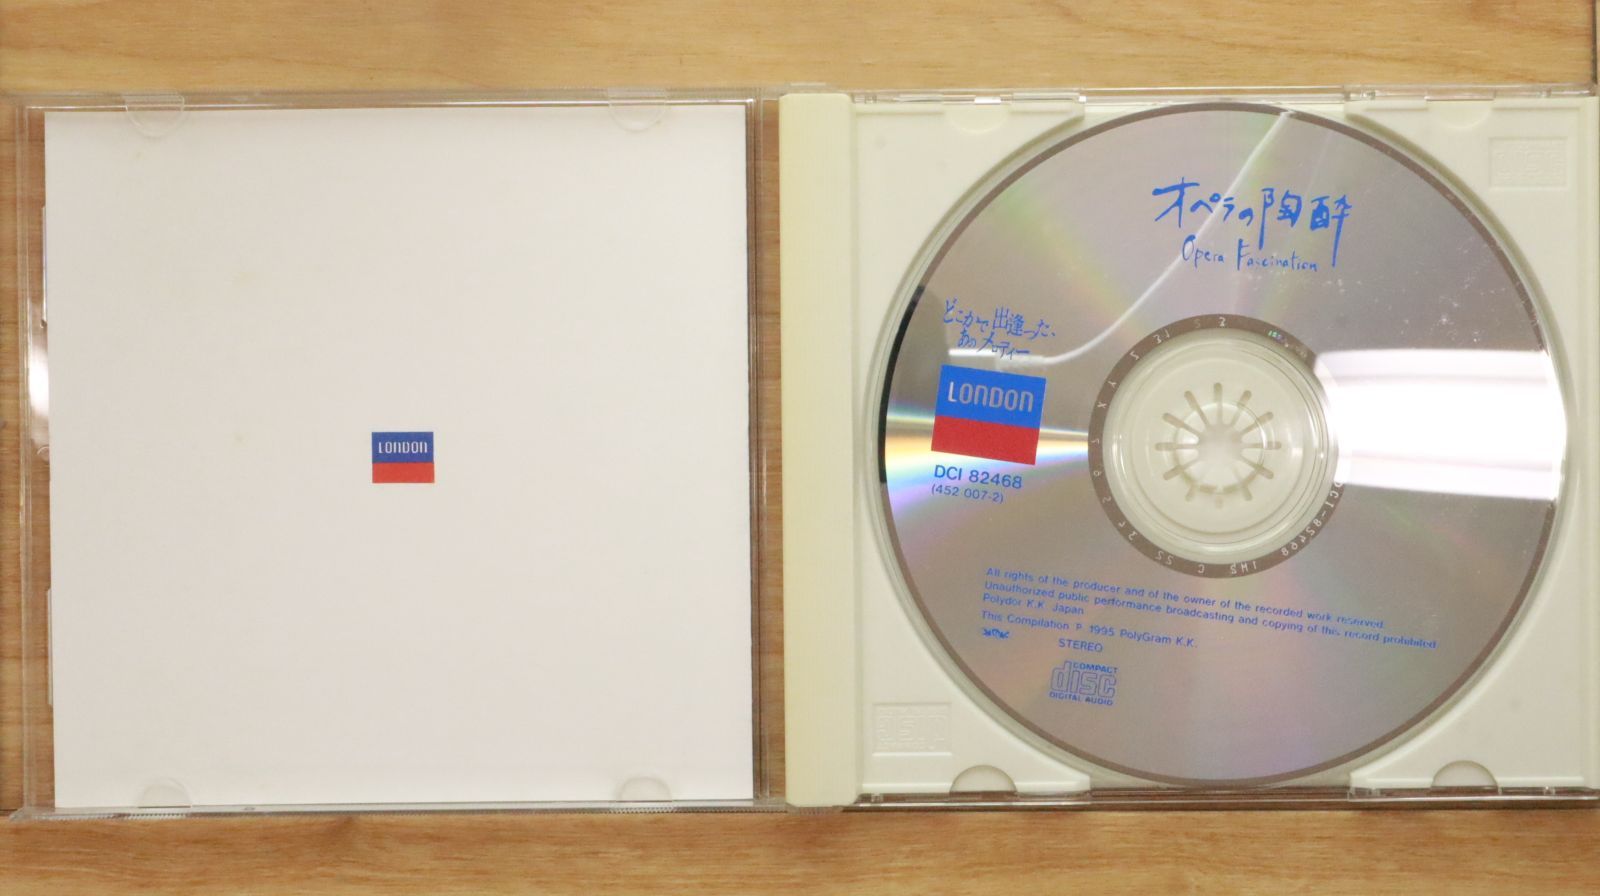 LONDON
オペラの陶酔
Opera Fascination
どこかで出逢った、
あのメロディー
LONDON
DCI 82468
(452 007-2)
All rights of the producer and of the owner of the recorded work reserved.
Unauthorized public performance broadcasting and copying of this record prohibited
Polydor K.K. Japan
This Compilation ℗ 1995 PolyGram K.K.
STEREO
COMPACT
disc
DIGITAL AUDIO